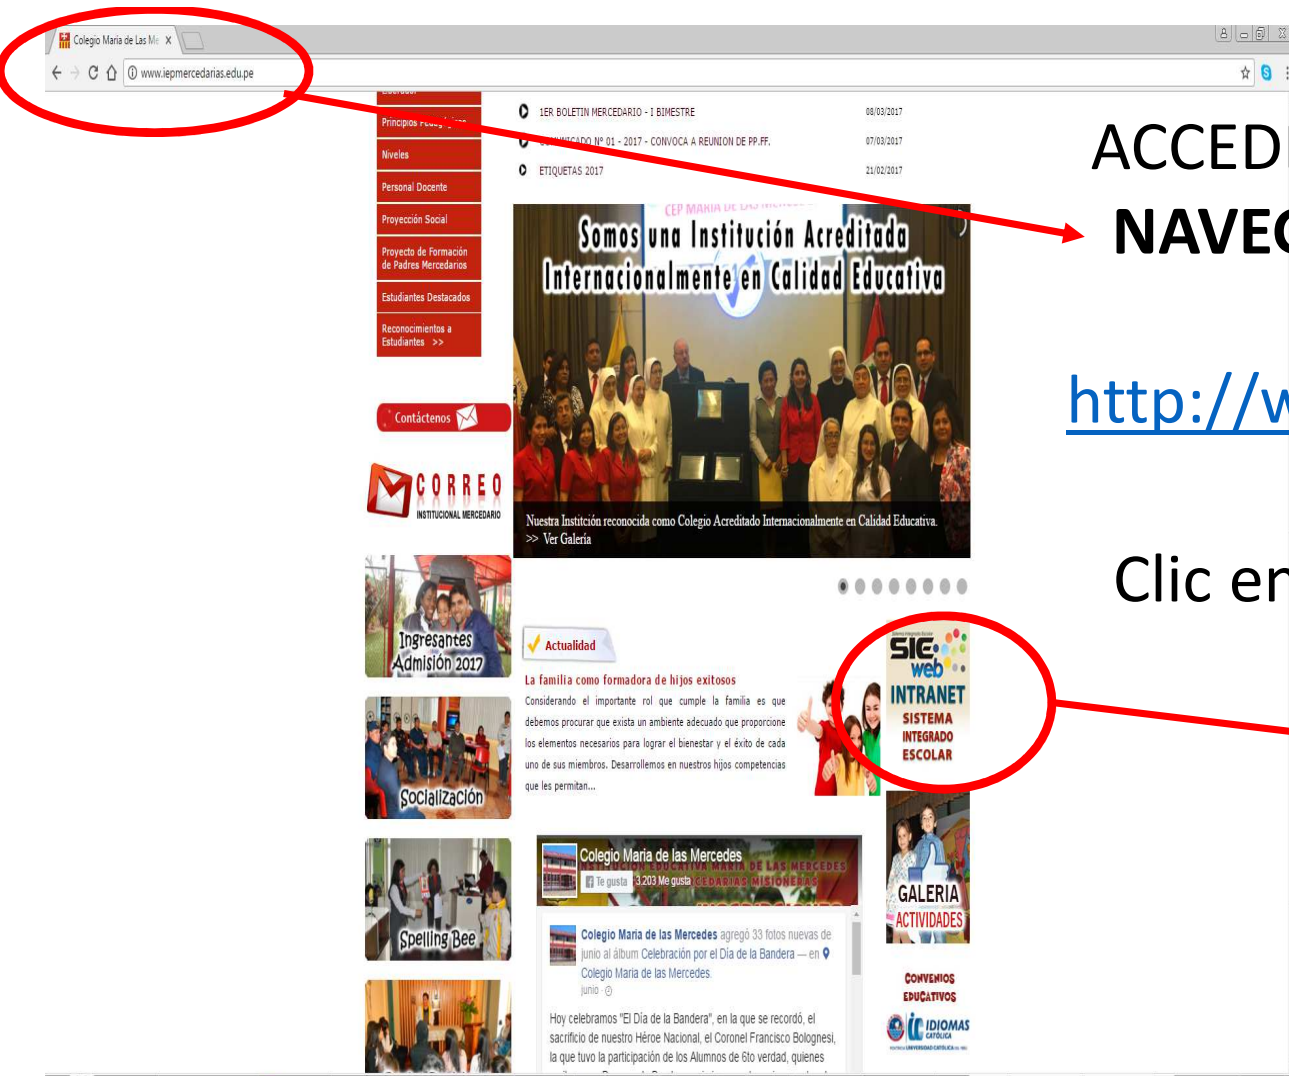 Colegio Maria de Las Me
www.iepmercedarias.edu.pe
Principios Pedagógicos
Niveles
Personal Docente
Proyección Social
Proyecto de Formación
de Padres Mercedarios
Estudiantes Destacados
Reconocimientos a
Estudiantes >>
Contáctenos
CORREO
INSTITUCIONAL MERCEDARIO
Ingresantes
Admisión 2017
Socialización
Spelling Bee
1ER BOLETIN MERCEDARIO - I BIMESTRE 08/03/2017
COMUNICADO Nº 01 - 2017 - CONVOCA A REUNION DE PP.FF. 07/03/2017
ETIQUETAS 2017 21/02/2017
CEP MARIA DE LAS MERCEDES
Somos una Institución Acreditada
Internacionalmente en Calidad Educativa
Nuestra Institción reconocida como Colegio Acreditado Internacionalmente en Calidad Educativa.
>> Ver Galería
Actualidad
La familia como formadora de hijos exitosos
Considerando el importante rol que cumple la familia es que
debemos procurar que exista un ambiente adecuado que proporcione
los elementos necesarios para lograr el bienestar y el éxito de cada
uno de sus miembros. Desarrollemos en nuestros hijos competencias
que les permitan...
Colegio Maria de las Mercedes
Te gusta 3.203 Me gusta
Colegio Maria de las Mercedes agregó 33 fotos nuevas de
junio al álbum Celebración por el Día de la Bandera — en
Colegio Maria de las Mercedes.
junio
Hoy celebramos "El Día de la Bandera", en la que se recordó, el
sacrificio de nuestro Héroe Nacional, el Coronel Francisco Bolognesi,
la que tuvo la participación de los Alumnos de 6to verdad, quienes
Sistema Integrado Escolar
SIE
web
INTRANET
SISTEMA
INTEGRADO
ESCOLAR
GALERIA
ACTIVIDADES
CONVENIOS
EDUCATIVOS
IDIOMAS
CATÓLICA
ACCED
NAVE
http://w
Clic en